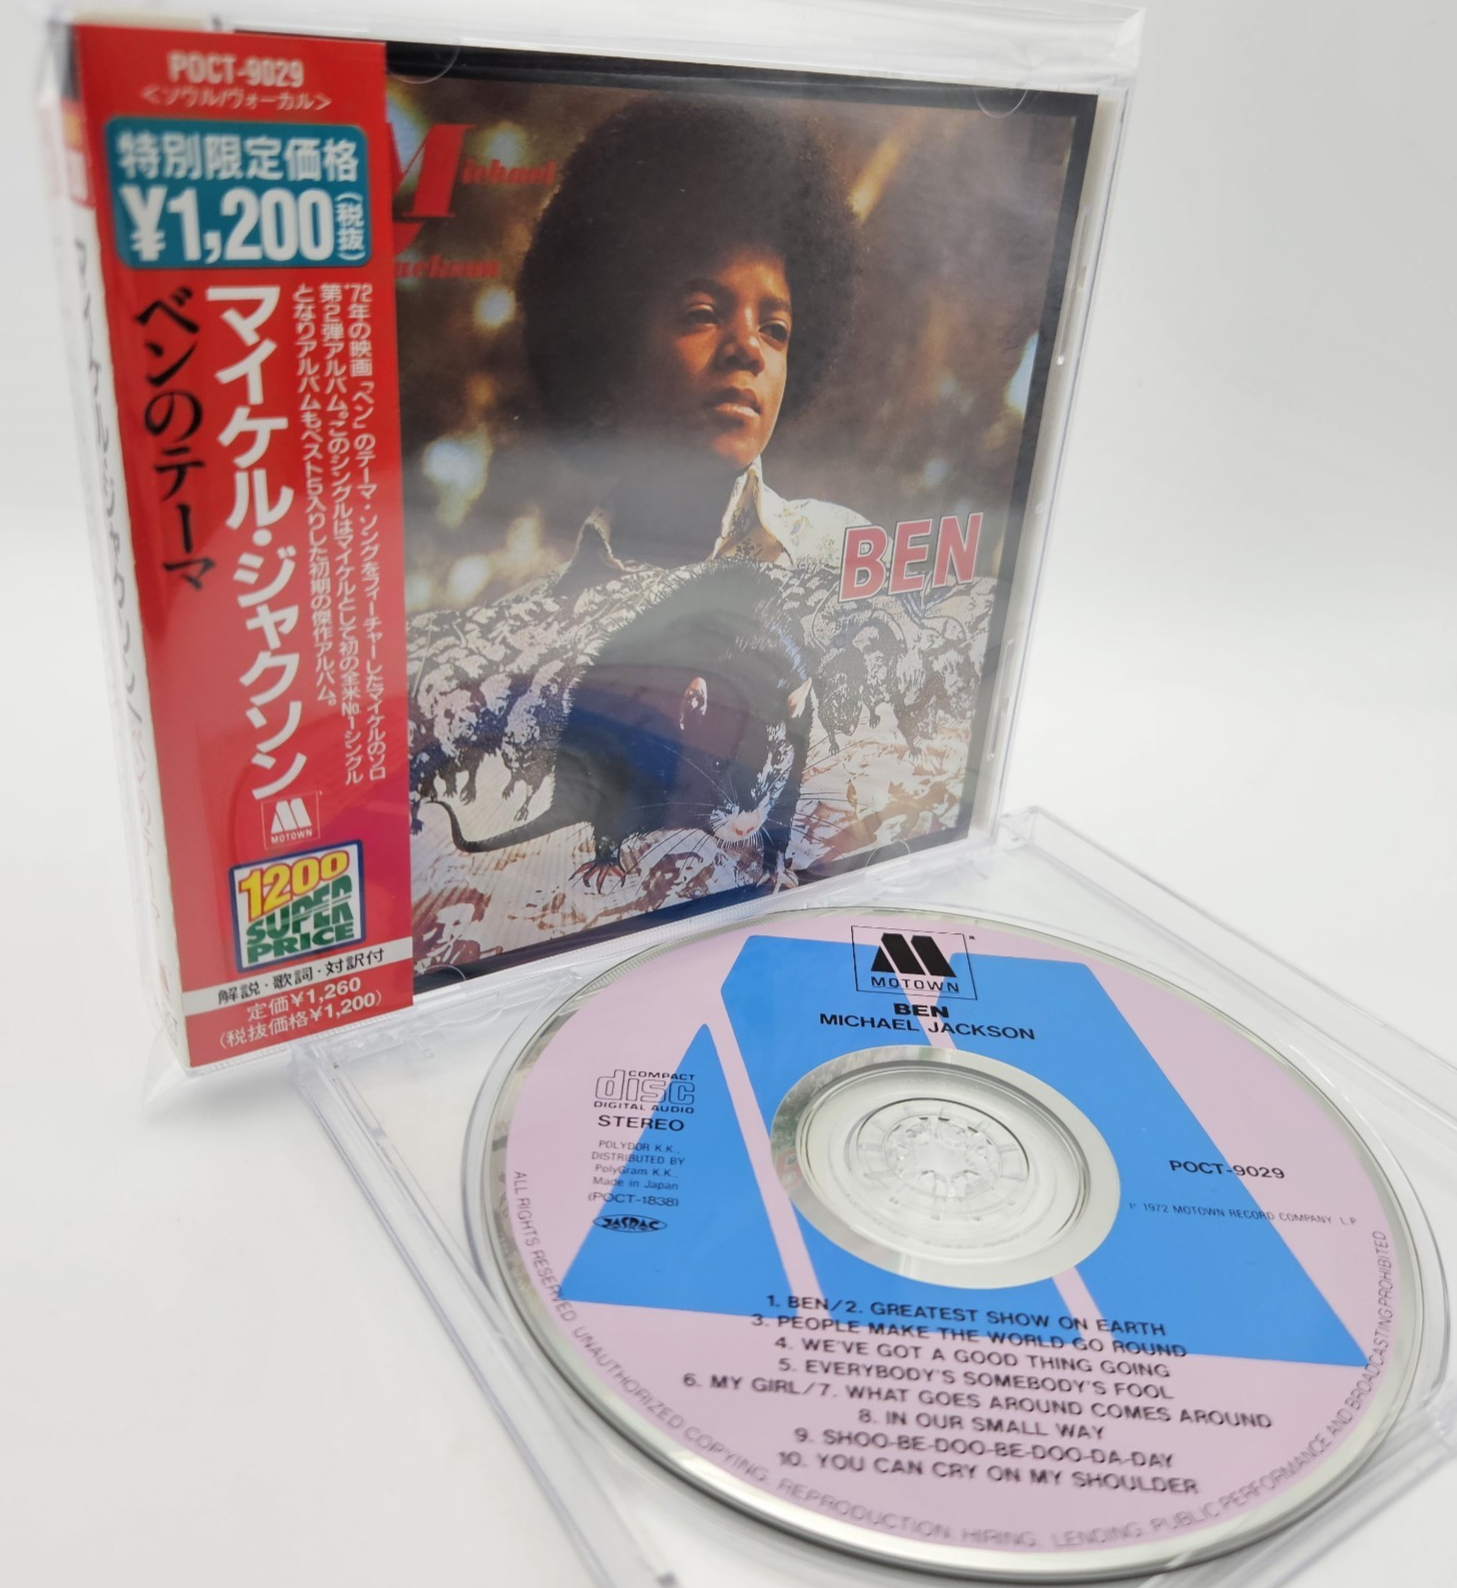 POCT-9029
<ソウル/ヴォーカル>
特別限定価格
¥1,200(税抜)
'72年の映画「ベン」のテーマ・ソングをフィーチャーしたマイケルのソロ
第2弾アルバム。このシングルはマイケルとして初の全米No.1シングル
となりアルバムもベスト5入りした初期の傑作アルバム。
マイケル・ジャクソン
ベンのテーマ
MOTOWN
1200
SUPER
PRICE
解説・歌詞・対訳付
定価¥1,260
(税抜価格¥1,200)
Michael
Jackson
BEN
MOTOWN
BEN
MICHAEL JACKSON
COMPACT
disc
DIGITAL AUDIO
STEREO
POLYDOR K.K.,
DISTRIBUTED BY
PolyGram K.K.,
Made in Japan
(POCT-1838)
JASRAC
POCT-9029
℗ 1972 MOTOWN RECORD COMPANY L P
1. BEN/2. GREATEST SHOW ON EARTH
3. PEOPLE MAKE THE WORLD GO ROUND
4. WE'VE GOT A GOOD THING GOING
5. EVERYBODY'S SOMEBODY'S FOOL
6. MY GIRL/7. WHAT GOES AROUND COMES AROUND
8. IN OUR SMALL WAY
9. SHOO-BE-DOO-BE-DOO-DA-DAY
10. YOU CAN CRY ON MY SHOULDER
ALL RIGHTS RESERVED UNAUTHORIZED COPYING. REPRODUCTION. HIRING. LENDING. PUBLIC PERFORMANCE AND BROADCASTING PROHIBITED